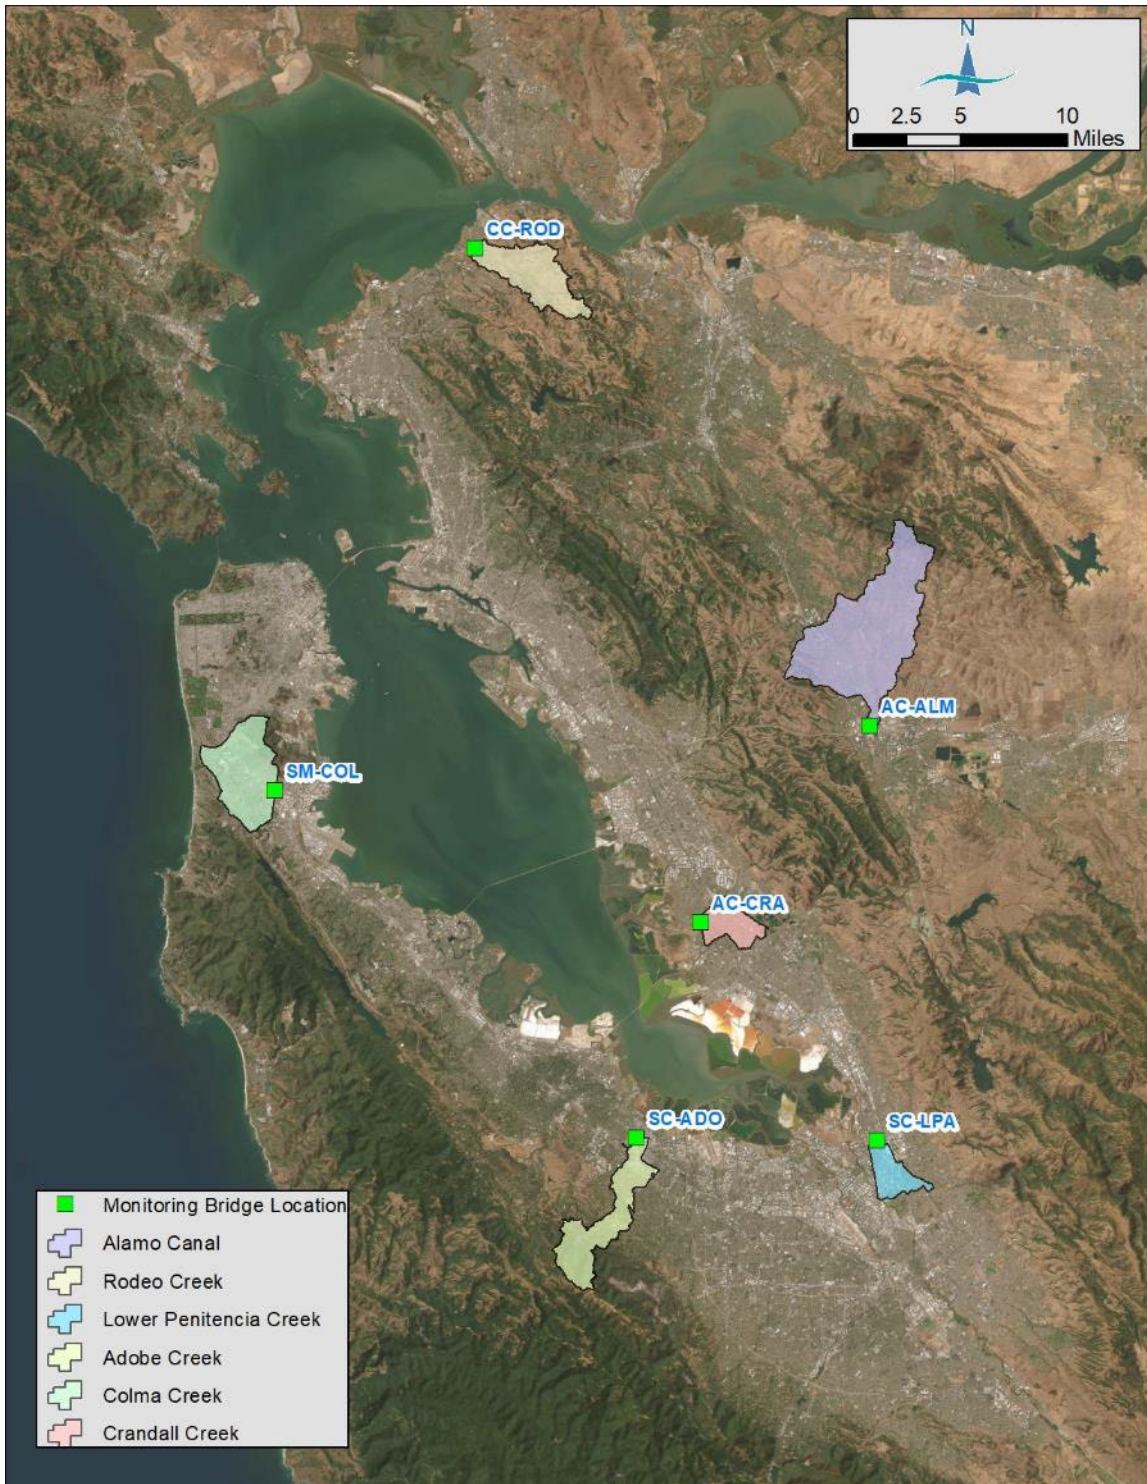 N
0 2.5 5 10
Miles
CC-ROD
AC-ALM
SM-COL
AC-CRA
SC-ADO
SC-LPA
Monitoring Bridge Location
Alamo Canal
Rodeo Creek
Lower Penitencia Creek
Adobe Creek
Colma Creek
Crandall Creek